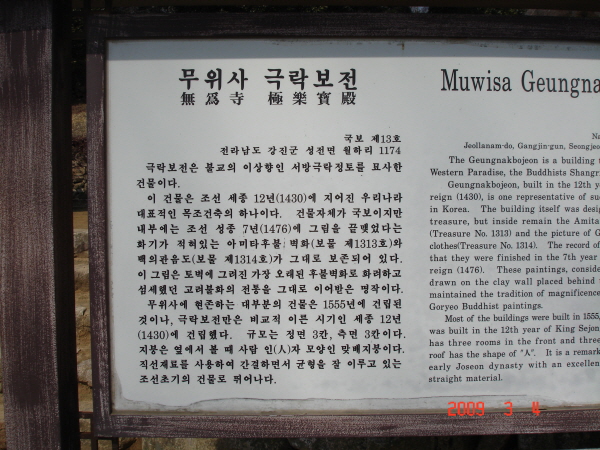 무위사 극락보전
無爲寺 極樂寶殿
국보 제13호
전라남도 강진군 성전면 월하리 1174
극락보전은 불교의 이상향인 서방극락정토를 묘사한
건물이다.
이 건물은 조선 세종 12년(1430)에 지어진 우리나라
대표적인 목조건축의 하나이다. 건물자체가 국보이지만
내부에는 조선 성종 7년(1476)에 그림을 끝맺었다는
화기가 적혀있는 아미타후불벽화(보물 제1313호)와
백의관음도(보물 제1314호)가 그대로 보존되어 있다.
이 그림은 토벽에 그려진 가장 오래된 후불벽화로 화려하고
섬세했던 고려불화의 전통을 그대로 이어받은 명작이다.
무위사에 현존하는 대부분의 건물은 1555년에 건립된
것이나, 극락보전만은 비교적 이른 시기인 세종 12년
(1430)에 건립했다. 규모는 정면 3칸, 측면 3칸이다.
지붕은 옆에서 볼 때 사람 인(人)자 모양인 맞배지붕이다.
직선재료를 사용하여 간결하면서 균형을 잘 이루고 있는
조선초기의 건물로 뛰어나다.
Muwisa Geungna
Jeollanam-do, Gangjin-gun, Seongjeo
The Geungnakbojeon is a building
Western Paradise, the Buddhists Shangr
Geungnakbojeon, built in the 12th y
reign (1430), is one representative of su
in Korea. The building itself was desig
treasure, but inside remain the Amita
(Treasure No. 1313) and the picture of G
clothes(Treasure No. 1314). The record of
that they were finished in the 7th year
reign (1476). These paintings, conside
drawn on the clay wall placed behind
maintained the tradition of magnificence
Goryeo Buddhist paintings.
Most of the buildings were built in 1555,
was built in the 12th year of King Sejon
has three rooms in the front and three
roof has the shape of "人". It is a remark
early Joseon dynasty with an excellen
straight material.
2009 3 4